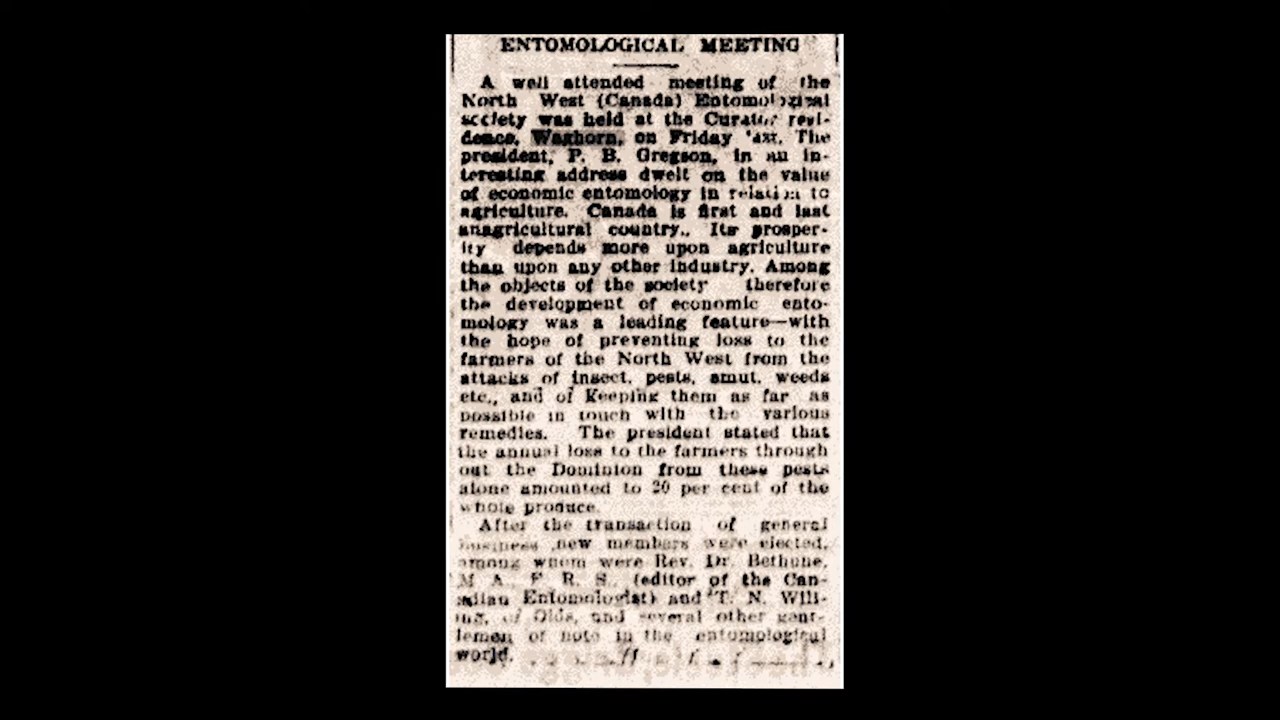 ENTOMOLOGICAL MEETING
A well attended meeting of the
North West (Canada) Entomological
society was held at the Curator resi-
dence, Waghorn, on Friday last. The
president, P. B. Gregson, in an in-
teresting address dwelt on the value
of economic entomology in relation to
agriculture. Canada is first and last
anagricultural country.. Its prosper-
ity depends more upon agriculture
than upon any other industry. Among
the objects of the society therefore
the development of economic ento-
mology was a leading feature—with
the hope of preventing loss to the
farmers of the North West from the
attacks of insect, pests, smut, weeds
etc., and of Keeping them as far as
possible in touch with the various
remedies. The president stated that
the annual loss to the farmers through
out the Dominion from these pests
alone amounted to 20 per cent of the
whole produce.
After the transaction of general
business new members were elected,
among whom were Rev. Dr. Bethune,
M A F R. S., (editor of the Can-
adian Entomologist) and T. N. Will-
ing, of Olds, and several other gent-
lemen of note in the entomological
world.